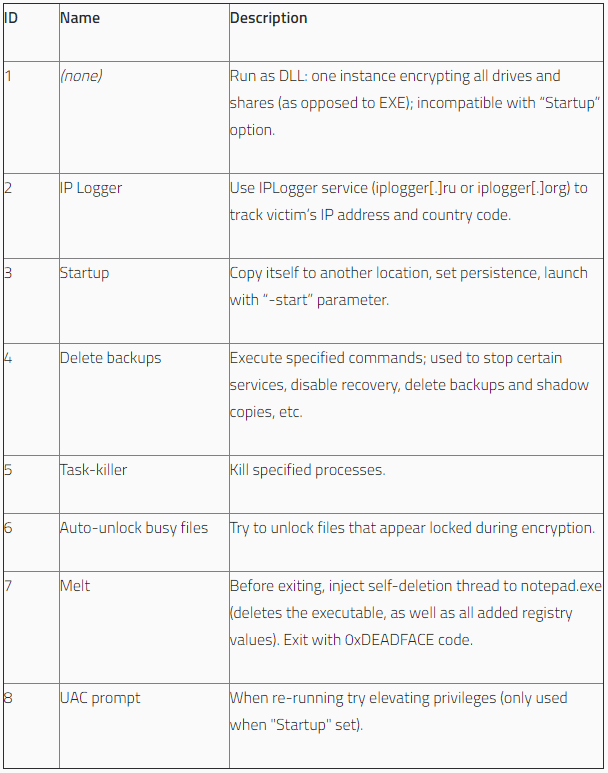 ID Name Description
1 (none) Run as DLL: one instance encrypting all drives and
shares (as opposed to EXE); incompatible with “Startup”
option.
2 IP Logger Use IPLogger service (iplogger[.]ru or iplogger[.]org) to
track victim’s IP address and country code.
3 Startup Copy itself to another location, set persistence, launch
with “-start” parameter.
4 Delete backups Execute specified commands; used to stop certain
services, disable recovery, delete backups and shadow
copies, etc.
5 Task-killer Kill specified processes.
6 Auto-unlock busy files Try to unlock files that appear locked during encryption.
7 Melt Before exiting, inject self-deletion thread to notepad.exe
(deletes the executable, as well as all added registry
values). Exit with 0xDEADFACE code.
8 UAC prompt When re-running try elevating privileges (only used
when "Startup" set).